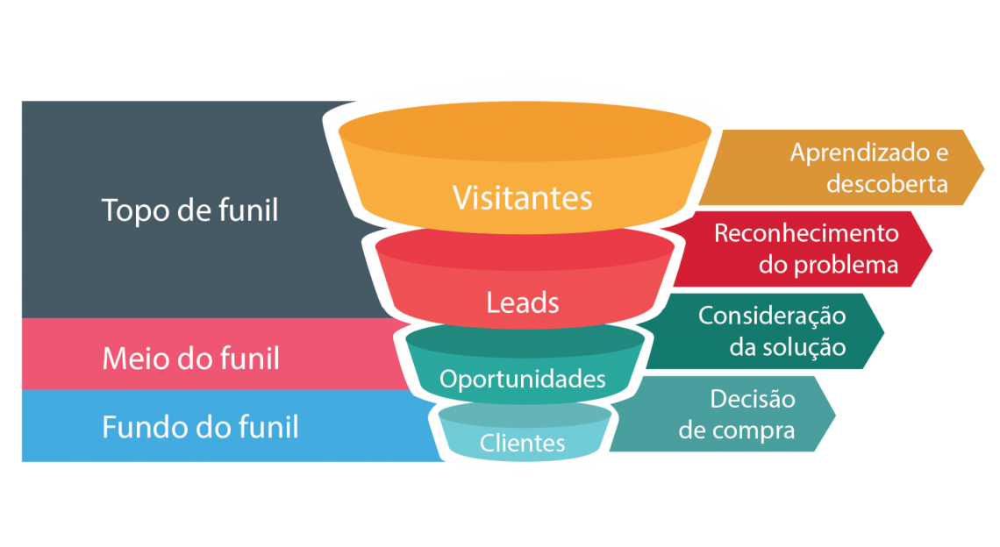 Topo de funil
Meio do funil
Fundo do funil
Visitantes
Leads
Oportunidades
Clientes
Aprendizado e
descoberta
Reconhecimento
do problema
Consideração
da solução
Decisão
de compra